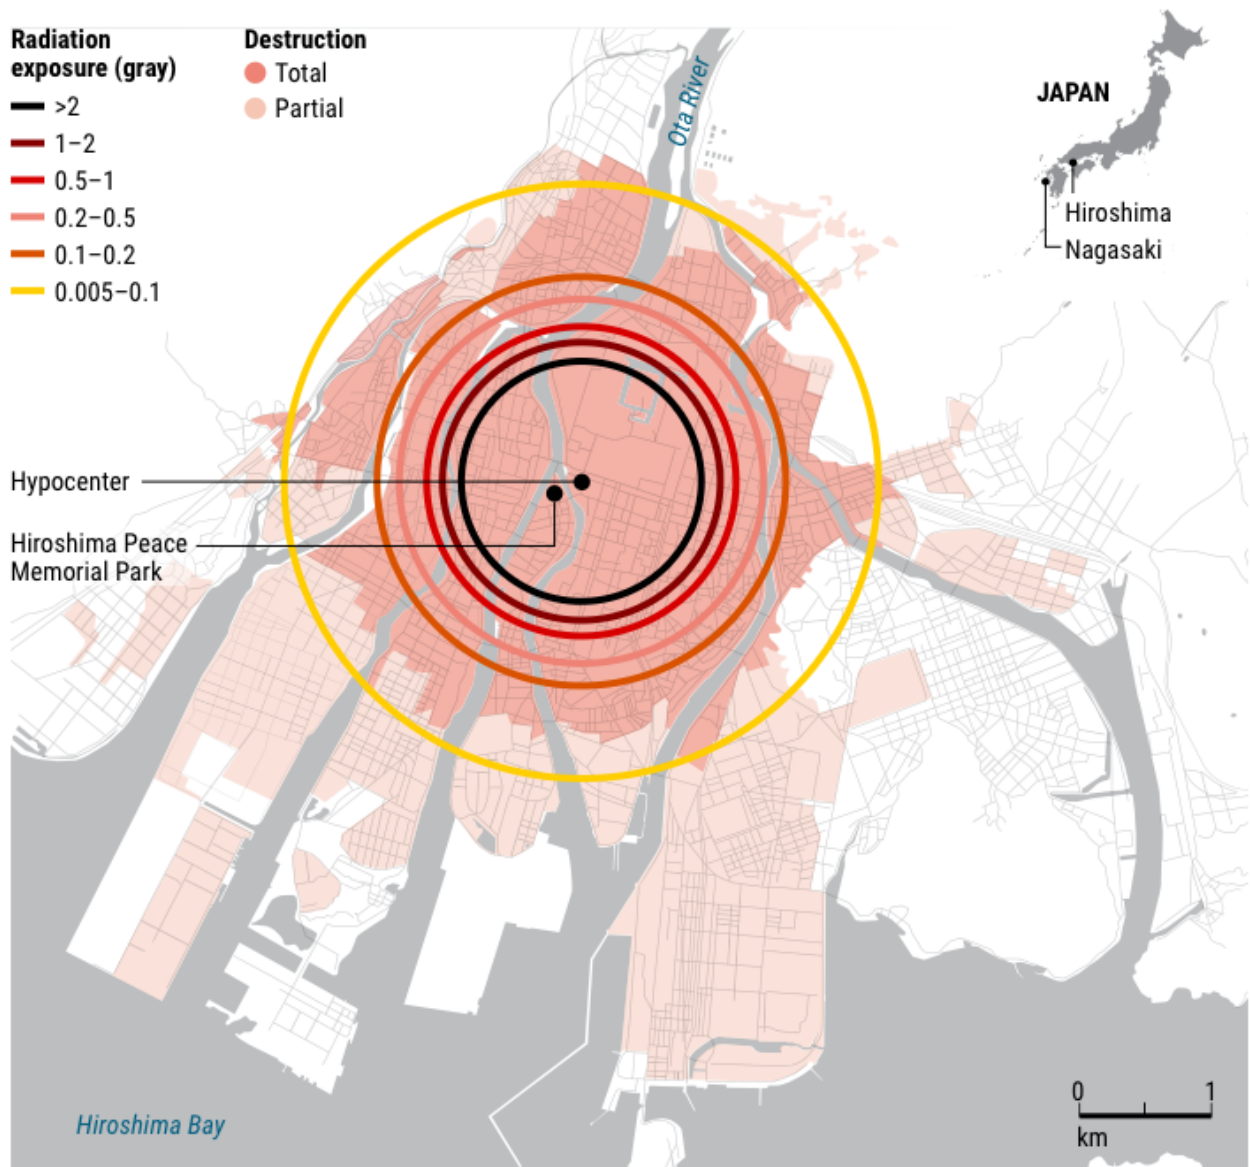 Radiation
exposure (gray)
>2
1–2
0.5–1
0.2–0.5
0.1–0.2
0.005–0.1
Destruction
Total
Partial
Ota River
JAPAN
Hiroshima
Nagasaki
Hypocenter
Hiroshima Peace
Memorial Park
Hiroshima Bay
0 1
km